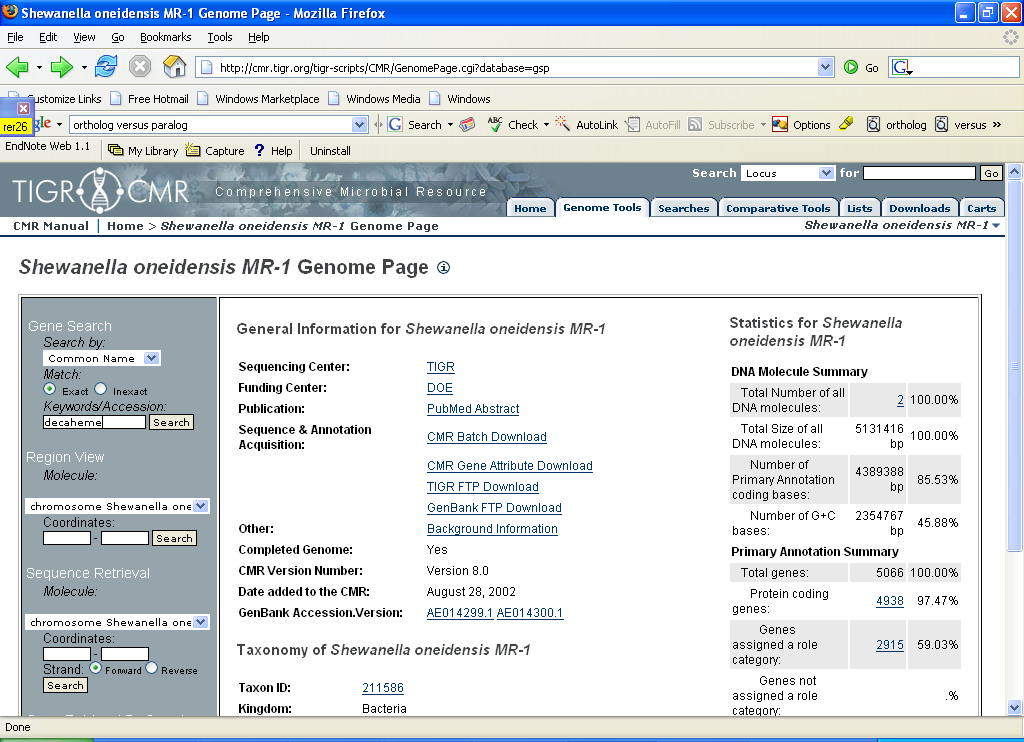 Shewanella oneidensis MR-1 Genome Page - Mozilla Firefox
File Edit View Go Bookmarks Tools Help
http://cmr.tigr.org/tigr-scripts/CMR/GenomePage.cgi?database=gsp Go G
Customize Links Free Hotmail Windows Marketplace Windows Media Windows
rer26 gle ortholog versus paralog G Search ABC Check AutoLink AutoFill Subscribe Options ortholog versus »
EndNote Web 1.1 My Library Capture ? Help Uninstall
TIGR CMR Comprehensive Microbial Resource
Search Locus for Go
Home Genome Tools Searches Comparative Tools Lists Downloads Carts
CMR Manual | Home > Shewanella oneidensis MR-1 Genome Page Shewanella oneidensis MR-1
Shewanella oneidensis MR-1 Genome Page i
Gene Search
Search by:
Common Name
Match:
Exact Inexact
Keywords/Accession:
decaheme Search
Region View
Molecule:
chromosome Shewanella one
Coordinates:
- Search
Sequence Retrieval
Molecule:
chromosome Shewanella one
Coordinates:
-
Strand: Forward Reverse
Search
General Information for Shewanella oneidensis MR-1
Sequencing Center: TIGR
Funding Center: DOE
Publication: PubMed Abstract
Sequence & Annotation
Acquisition: CMR Batch Download
CMR Gene Attribute Download
TIGR FTP Download
GenBank FTP Download
Other: Background Information
Completed Genome: Yes
CMR Version Number: Version 8.0
Date added to the CMR: August 28, 2002
GenBank Accession.Version: AE014299.1 AE014300.1
Taxonomy of Shewanella oneidensis MR-1
Taxon ID: 211586
Kingdom: Bacteria
Statistics for Shewanella
oneidensis MR-1
DNA Molecule Summary
Total Number of all
DNA molecules: 2 100.00%
Total Size of all
DNA molecules: 5131416 bp 100.00%
Number of
Primary Annotation
coding bases: 4389388 bp 85.53%
Number of G+C
bases: 2354767 bp 45.88%
Primary Annotation Summary
Total genes: 5066 100.00%
Protein coding
genes: 4938 97.47%
Genes
assigned a role
category: 2915 59.03%
Genes not
assigned a role
category: .%
Done